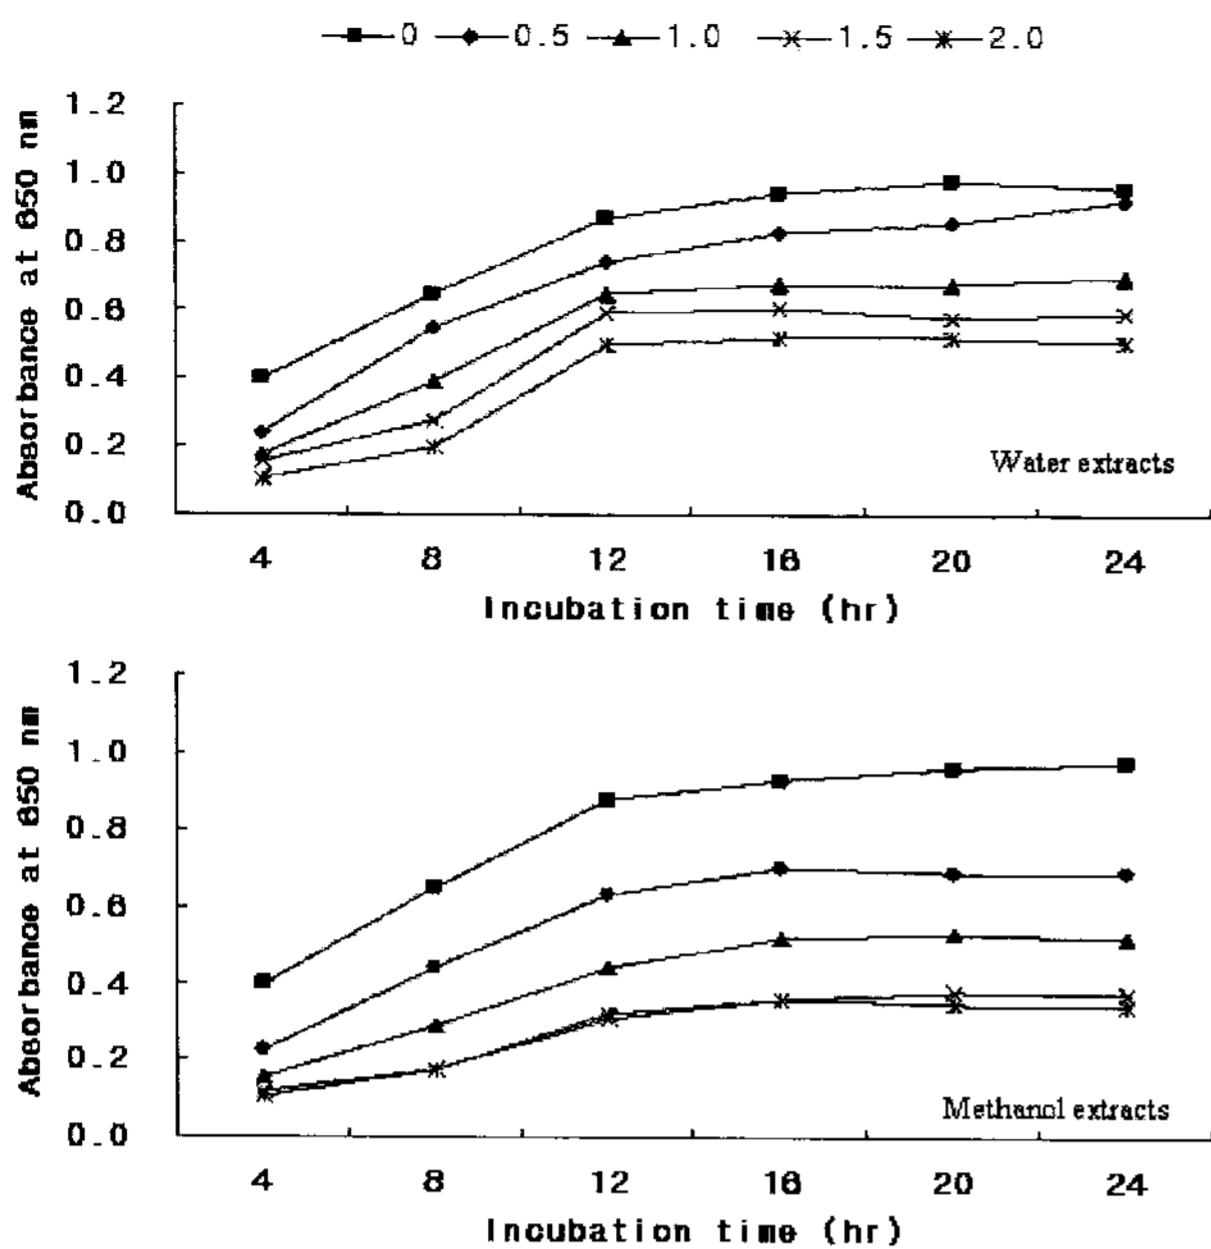 0 0.5 1.0 1.5 2.0
Absorbance at 650 nm
1.2
1.0
0.8
0.6
0.4
0.2
0.0
Water extracts
4 8 12 16 20 24
Incubation time (hr)
Absorbance at 650 nm
1.2
1.0
0.8
0.6
0.4
0.2
0.0
Methanol extracts
4 8 12 16 20 24
Incubation time (hr)